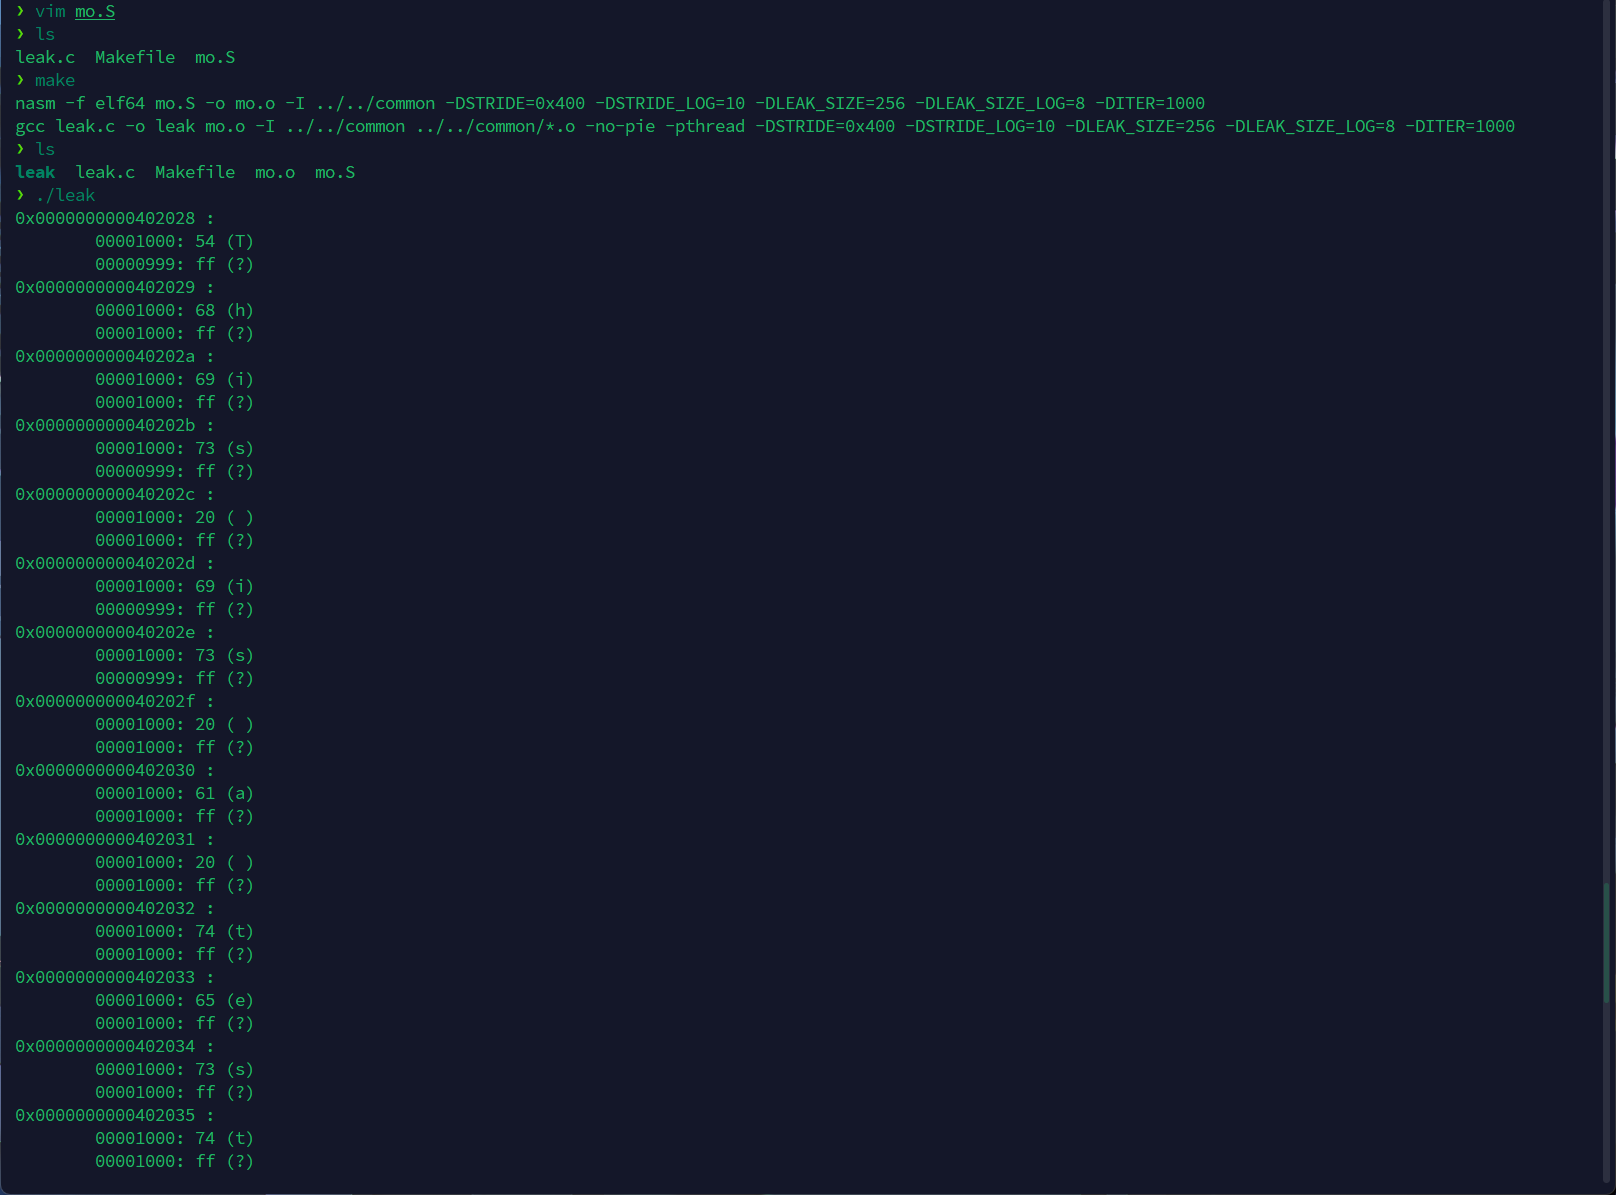 ❯ vim mo.S
❯ ls
leak.c  Makefile  mo.S
❯ make
nasm -f elf64 mo.S -o mo.o -I ../../common -DSTRIDE=0x400 -DSTRIDE_LOG=10 -DLEAK_SIZE=256 -DLEAK_SIZE_LOG=8 -DITER=1000
gcc leak.c -o leak mo.o -I ../../common ../../common/*.o -no-pie -pthread -DSTRIDE=0x400 -DSTRIDE_LOG=10 -DLEAK_SIZE=256 -DLEAK_SIZE_LOG=8 -DITER=1000
❯ ls
leak  leak.c  Makefile  mo.o  mo.S
❯ ./leak
0x0000000000402028 :
        00001000: 54 (T)
        00000999: ff (?)
0x0000000000402029 :
        00001000: 68 (h)
        00001000: ff (?)
0x000000000040202a :
        00001000: 69 (i)
        00001000: ff (?)
0x000000000040202b :
        00001000: 73 (s)
        00000999: ff (?)
0x000000000040202c :
        00001000: 20 ( )
        00001000: ff (?)
0x000000000040202d :
        00001000: 69 (i)
        00000999: ff (?)
0x000000000040202e :
        00001000: 73 (s)
        00000999: ff (?)
0x000000000040202f :
        00001000: 20 ( )
        00001000: ff (?)
0x0000000000402030 :
        00001000: 61 (a)
        00001000: ff (?)
0x0000000000402031 :
        00001000: 20 ( )
        00001000: ff (?)
0x0000000000402032 :
        00001000: 74 (t)
        00001000: ff (?)
0x0000000000402033 :
        00001000: 65 (e)
        00001000: ff (?)
0x0000000000402034 :
        00001000: 73 (s)
        00001000: ff (?)
0x0000000000402035 :
        00001000: 74 (t)
        00001000: ff (?)